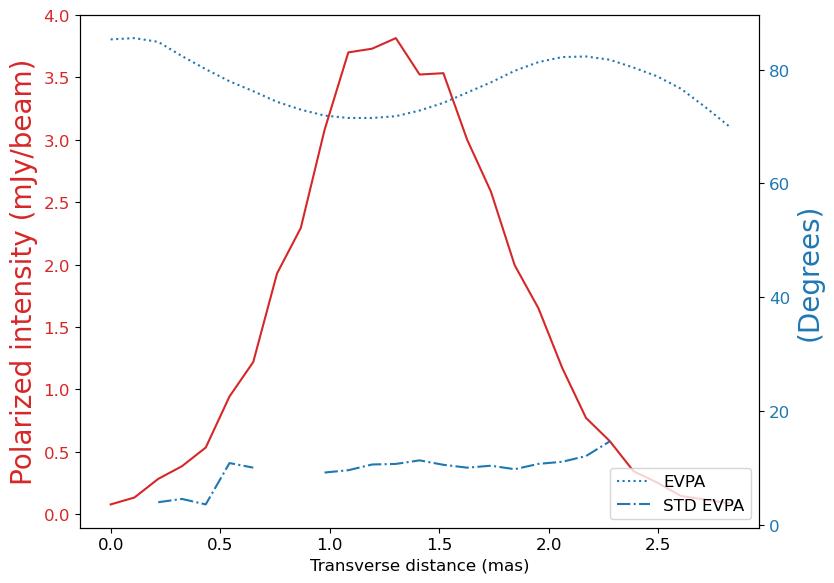 Polarized intensity (mJy/beam)
4.0
3.5
3.0
2.5
2.0
1.5
1.0
0.5
0.0
0.0 0.5 1.0 1.5 2.0 2.5
Transverse distance (mas)
80
60
40
20
0
(Degrees)
EVPA
STD EVPA